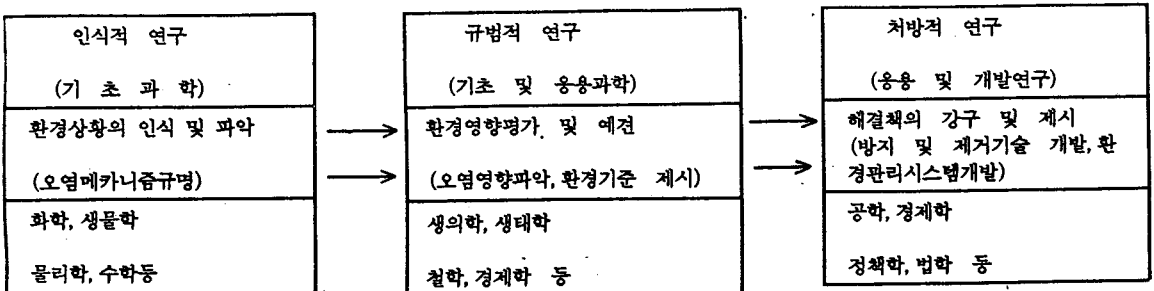 인식적 연구
(기 초 과 학)
환경상황의 인식 및 파악
(오염메카니즘규명)
화학, 생물학
물리학, 수학등
규범적 연구
(기초 및 응용과학)
환경영향평가 및 예견
(오염영향파악, 환경기준 제시)
생의학, 생태학
철학, 경제학 등
처방적 연구
(응용 및 개발연구)
해결책의 강구 및 제시
(방지 및 제거기술 개발, 환
경관리시스템개발)
공학, 경제학
정책학, 법학 등